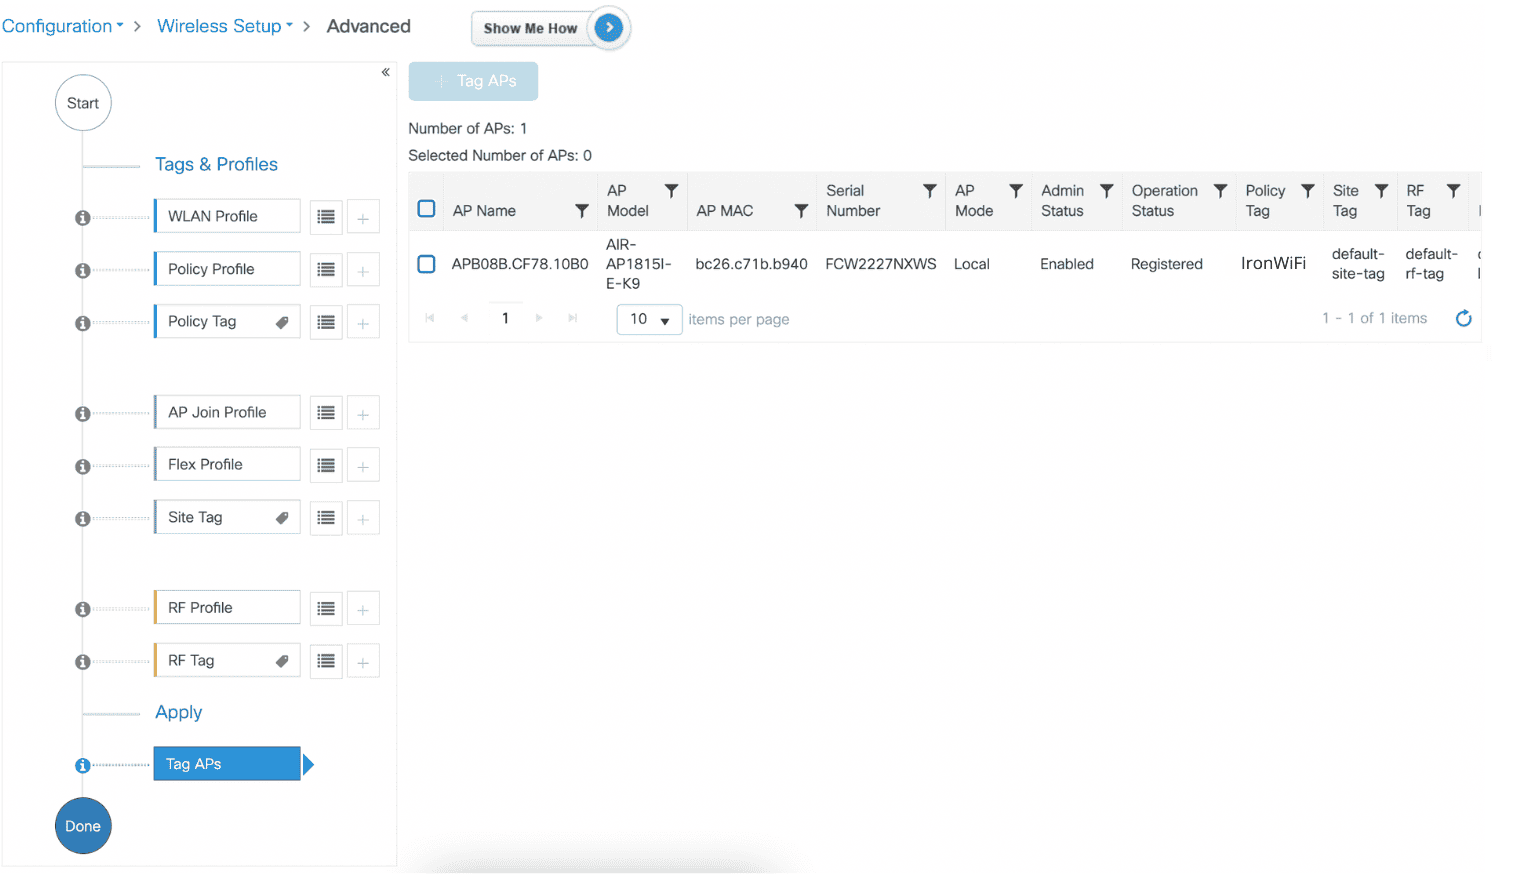 Configuration > Wireless Setup > Advanced
Show Me How
Start
Tags & Profiles
WLAN Profile
Policy Profile
Policy Tag
AP Join Profile
Flex Profile
Site Tag
RF Profile
RF Tag
Apply
Tag APs
Done
+ Tag APs
Number of APs: 1
Selected Number of APs: 0
AP Name
AP
Model
AP MAC
Serial
Number
AP
Mode
Admin
Status
Operation
Status
Policy
Tag
Site
Tag
RF
Tag
APB08B.CF78.10B0
AIR-
AP1815I-
E-K9
bc26.c71b.b940
FCW2227NXWS
Local
Enabled
Registered
IronWiFi
default-
site-tag
default-
rf-tag
1
10
items per page
1 - 1 of 1 items